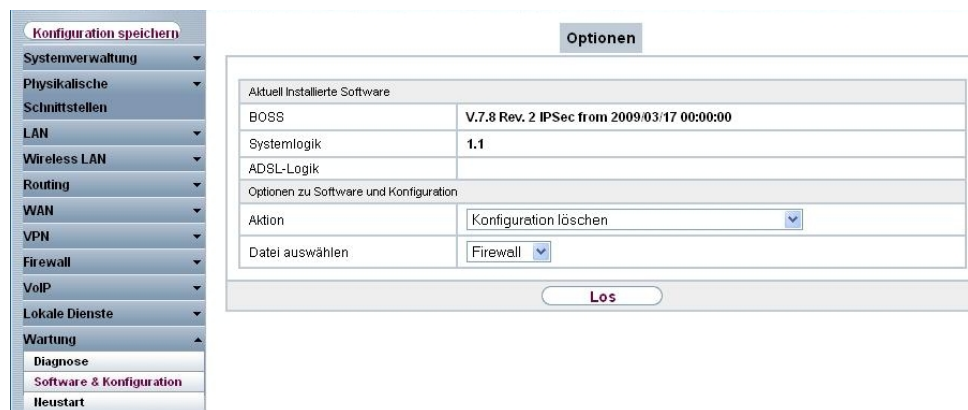 Konfiguration speichern
Systemverwaltung
Physikalische
Schnittstellen
LAN
Wireless LAN
Routing
WAN
VPN
Firewall
VoIP
Lokale Dienste
Wartung
Diagnose
Software & Konfiguration
Neustart
Optionen
Aktuell Installierte Software
BOSS V.7.8 Rev. 2 IPSec from 2009/03/17 00:00:00
Systemlogik 1.1
ADSL-Logik
Optionen zu Software und Konfiguration
Aktion Konfiguration löschen
Datei auswählen Firewall
Los